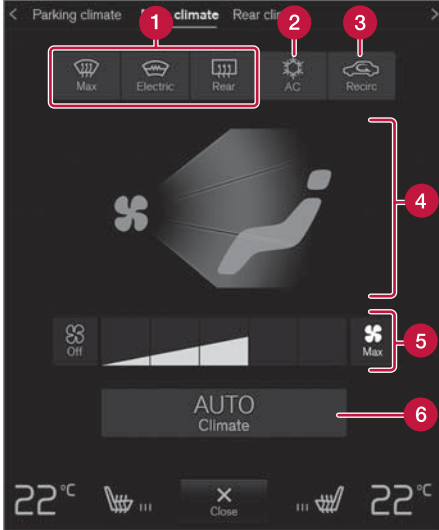 Parking climate climate Rear
1 2 3
Max Electric Rear AC Recirc
4
Off Max 5
AUTO
Climate 6
22°C Close 22°C